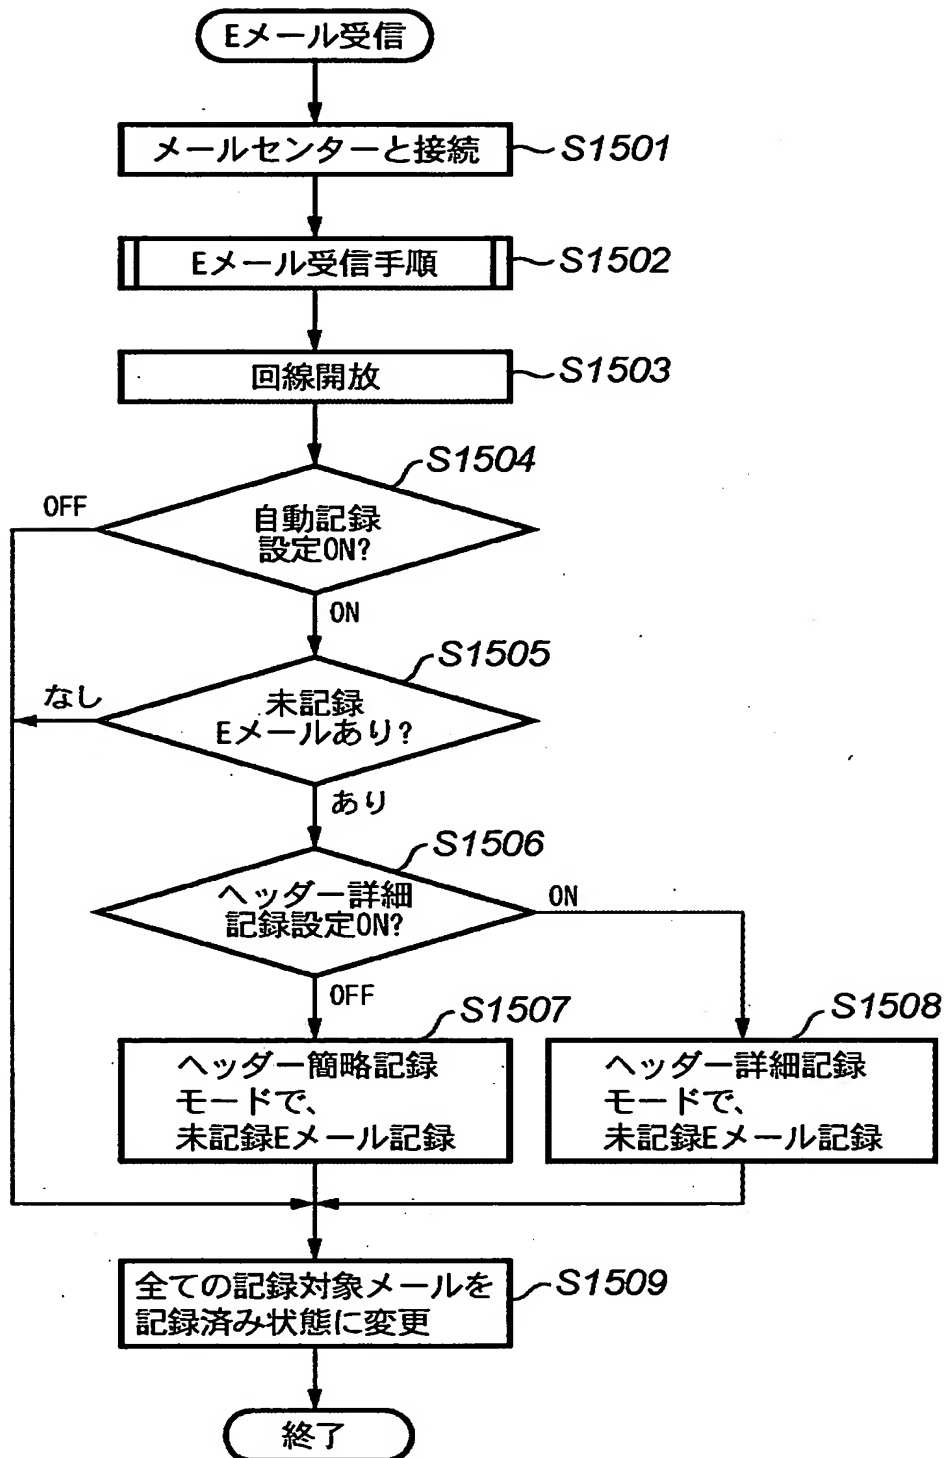 Eメール受信
メールセンターと接続
S1501
Eメール受信手順
S1502
回線開放
S1503
S1504
OFF
自動記録
設定ON?
ON
S1505
なし
未記録
Eメールあり?
あり
S1506
ヘッダー詳細
記録設定ON?
ON
OFF
S1507
ヘッダー簡略記録
モードで、
未記録Eメール記録
S1508
ヘッダー詳細記録
モードで、
未記録Eメール記録
全ての記録対象メールを
記録済み状態に変更
S1509
終了